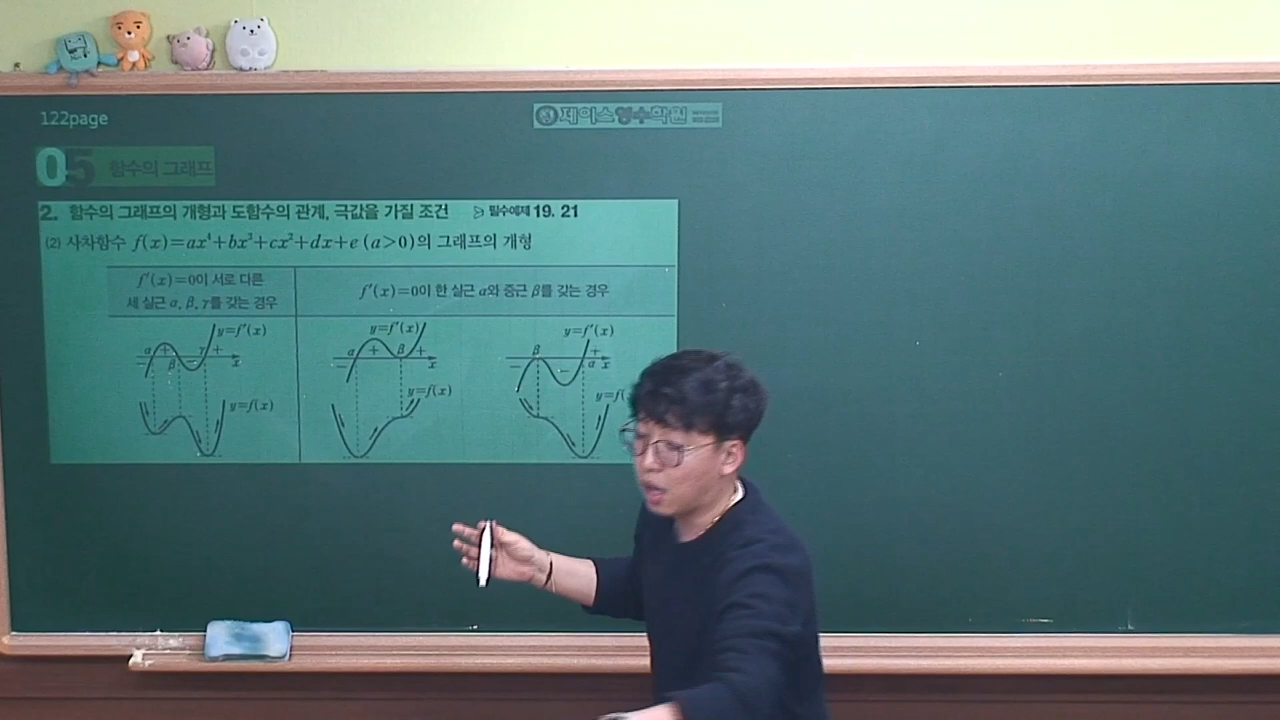 122page
제이스영수학원
05 함수의 그래프
2. 함수의 그래프의 개형과 도함수의 관계, 극값을 가질 조건 필수예제 19. 21
(2) 사차함수 f(x)=ax⁴+bx³+cx²+dx+e (a>0)의 그래프의 개형
f'(x)=0이 서로 다른
세 실근 α, β, γ를 갖는 경우
f'(x)=0이 한 실근 α와 중근 β를 갖는 경우
y=f'(x) y=f'(x) y=f'(x)
α + γ + α + β + β +
− β − x − x − − α x
y=f(x) y=f(x) y=f(